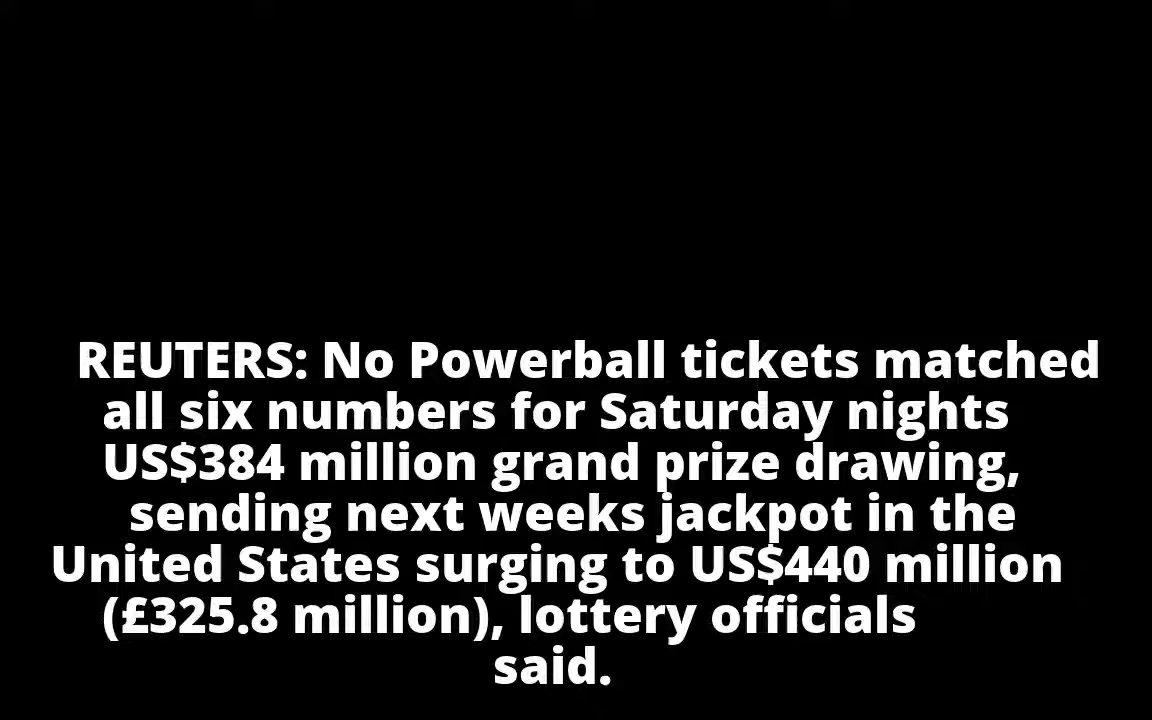 REUTERS: No Powerball tickets matched
all six numbers for Saturday nights
US$384 million grand prize drawing,
sending next weeks jackpot in the
United States surging to US$440 million
(£325.8 million), lottery officials
said.